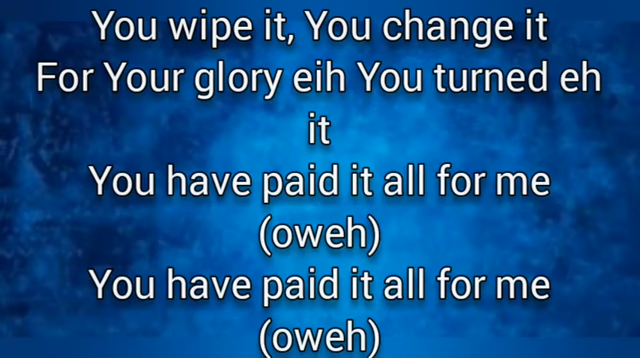 You wipe it, You change it
For Your glory eih You turned eh
it
You have paid it all for me
(oweh)
You have paid it all for me
(oweh)